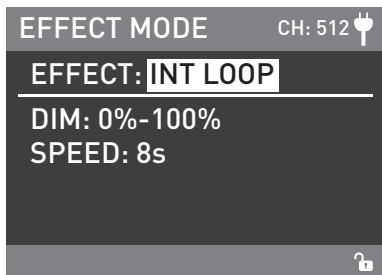 EFFECT MODE CH: 512
EFFECT: INT LOOP
DIM: 0%-100%
SPEED: 8s